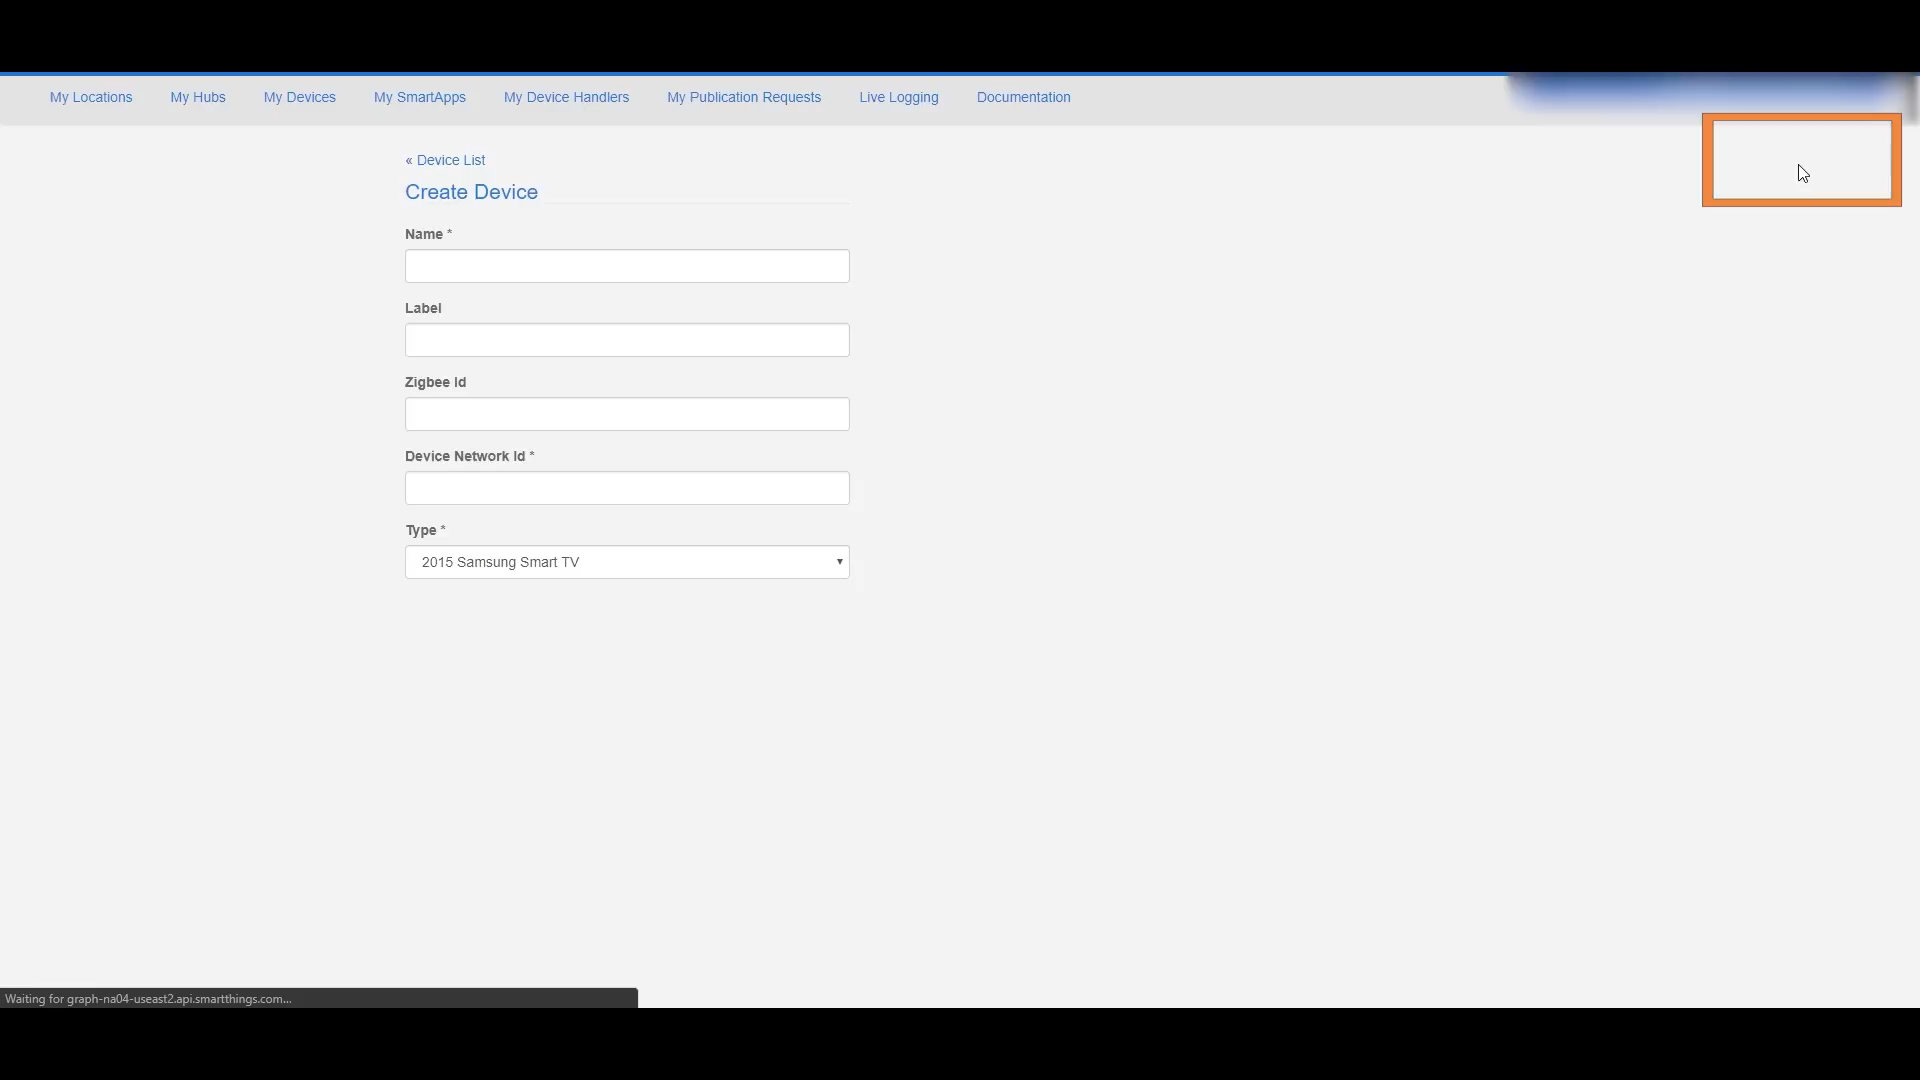 My Locations My Hubs My Devices My SmartApps My Device Handlers My Publication Requests Live Logging Documentation
« Device List
Create Device
Name *
Label
Zigbee Id
Device Network Id *
Type *
2015 Samsung Smart TV
Waiting for graph-na04-useast2.api.smartthings.com...